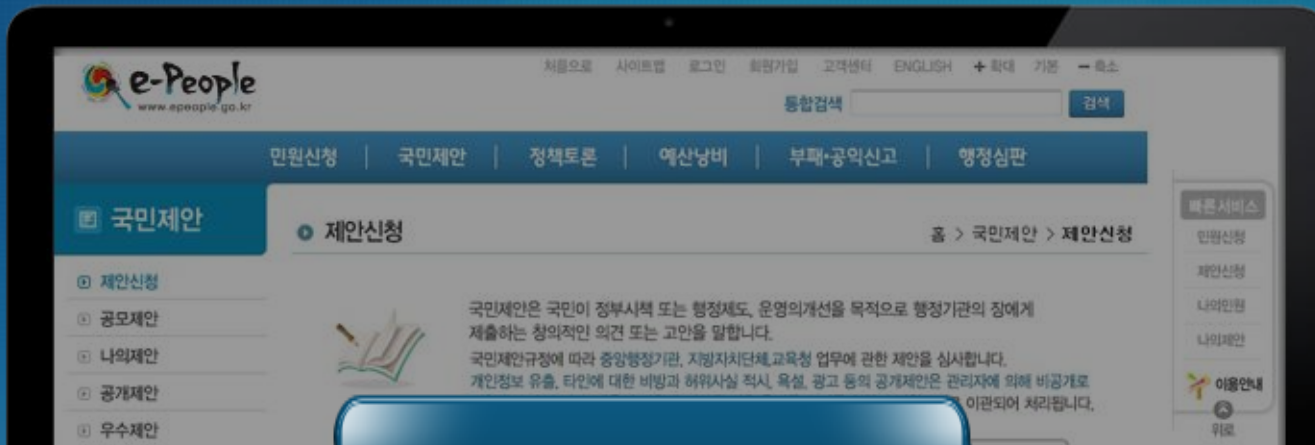 e-People
www.epeople.go.kr
처음으로 사이트맵 로그인 회원가입 고객센터 ENGLISH + 확대 기본 - 축소
통합검색 검색
민원신청 | 국민제안 | 정책토론 | 예산낭비 | 부패•공익신고 | 행정심판
국민제안
제안신청
공모제안
나의제안
공개제안
우수제안
제안신청
홈 > 국민제안 > 제안신청
국민제안은 국민이 정부시책 또는 행정제도, 운영의개선을 목적으로 행정기관의 장에게
제출하는 창의적인 의견 또는 고안을 말합니다.
국민제안규정에 따라 중앙행정기관, 지방자치단체,교육청 업무에 관한 제안을 심사합니다.
개인정보 유출, 타인에 대한 비방과 허위사실 적시, 욕설, 광고 등의 공개제안은 관리자에 의해 비공개로
이관되어 처리됩니다.
빠른서비스
민원신청
제안신청
나의민원
나의제안
이용안내
위로